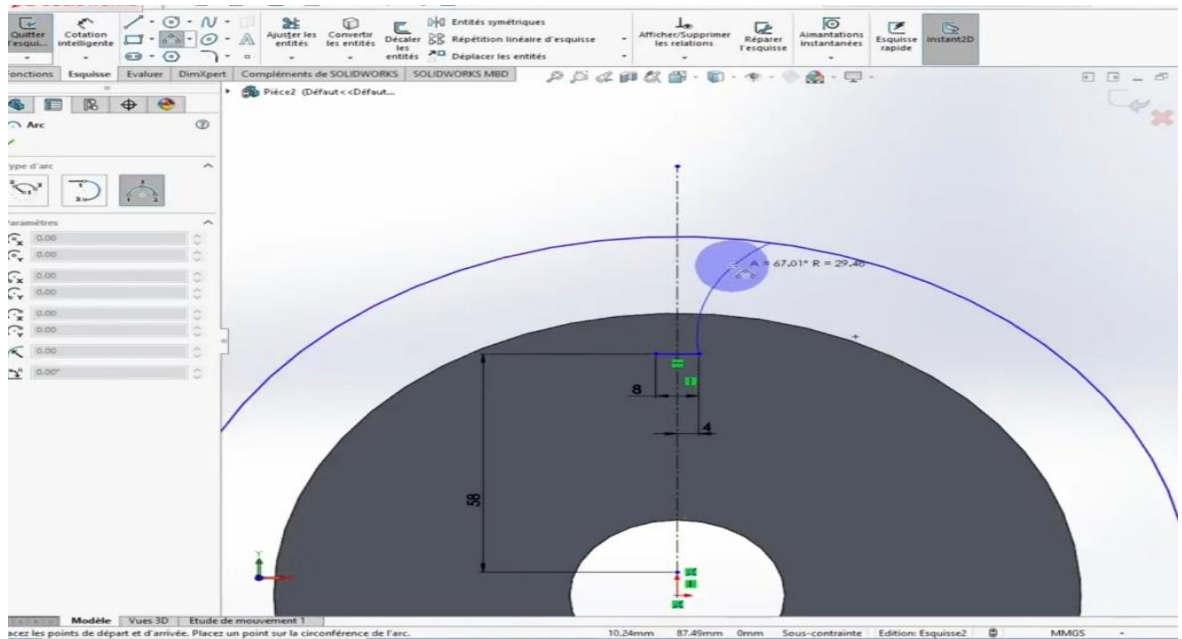 Quitter l'esqui...
Cotation intelligente
Ajuster les entités
Convertir les entités
Décaler les entités
Entités symétriques
Répétition linéaire d'esquisse
Déplacer les entités
Afficher/Supprimer les relations
Réparer l'esquisse
Aimantations instantanées
Esquisse rapide
Instant2D
Fonctions Esquisse Evaluer DimXpert Compléments de SOLIDWORKS SOLIDWORKS MBD
Pièce2 (Défaut<<Défaut...
Arc
Type d'arc
Paramètres
0.00
0.00
0.00
0.00
0.00
0.00
0.00
0.00°
A = 67.01° R = 29.48
8
4
58
Y
Modèle Vues 3D Etude de mouvement 1
acez les points de départ et d'arrivée. Placez un point sur la circonférence de l'arc.
10.24mm 87.49mm 0mm Sous-contrainte Edition: Esquisse2 MMGS